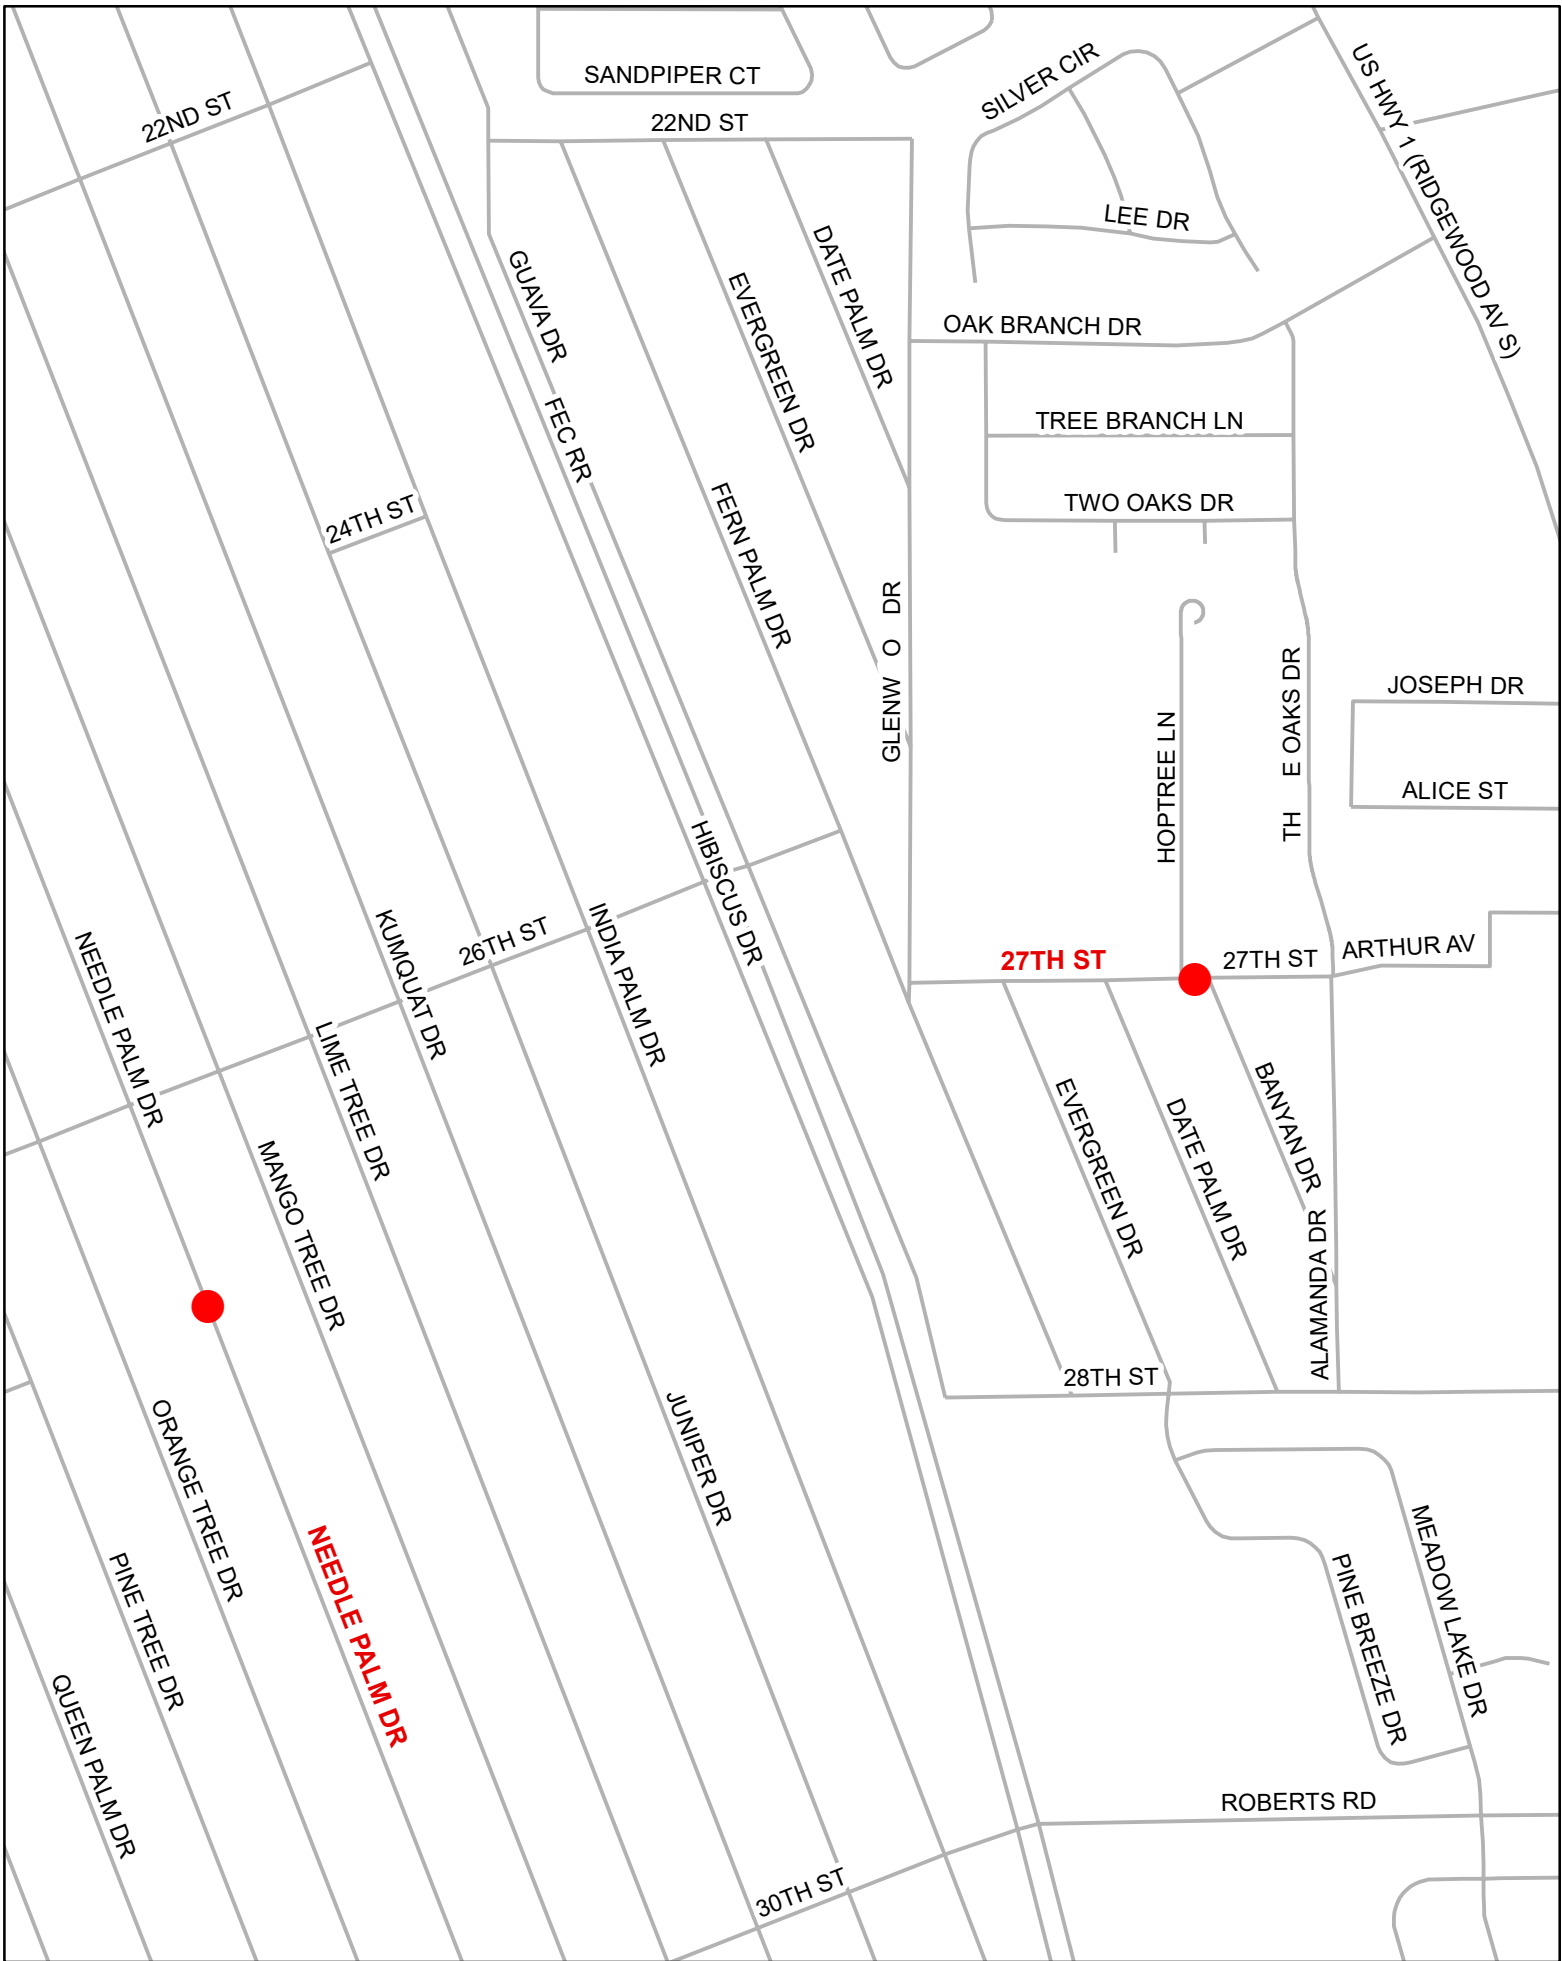 SANDPIPER CT
SILVER CIR
US HWY 1 (RIDGEWOOD AV S)
22ND ST
22ND ST
LEE DR
GUAVA DR
EVERGREEN DR
DATE PALM DR
OAK BRANCH DR
FEC RR
TREE BRANCH LN
24TH ST
FERN PALM DR
TWO OAKS DR
GLENW O DR
HOPTREE LN
TH E OAKS DR
JOSEPH DR
ALICE ST
HIBISCUS DR
NEEDLE PALM DR
KUMQUAT DR
26TH ST
INDIA PALM DR
27TH ST
27TH ST
ARTHUR AV
LIME TREE DR
MANGO TREE DR
EVERGREEN DR
DATE PALM DR
BANYAN DR
ALAMANDA DR
28TH ST
ORANGE TREE DR
JUNIPER DR
PINE TREE DR
NEEDLE PALM DR
QUEEN PALM DR
PINE BREEZE DR
MEADOW LAKE DR
ROBERTS RD
30TH ST